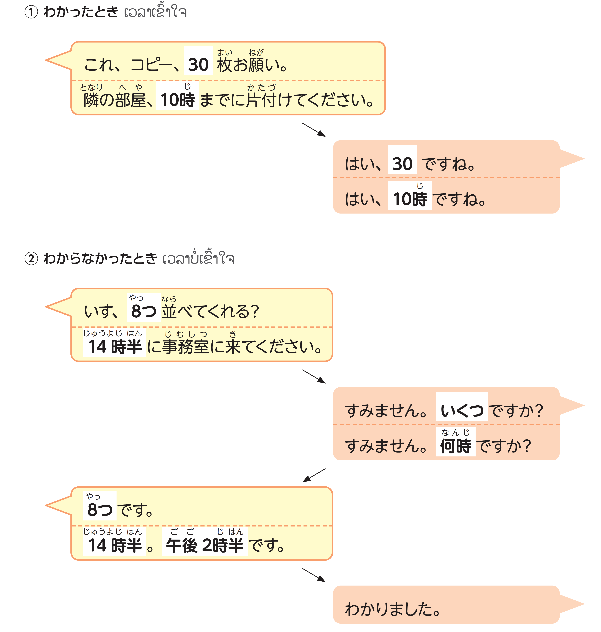 ① わかったとき ເວລາເຂົ້າໃຈ
これ、コピー、30枚お願い。
隣の部屋、10時までに片付けてください。
はい、30ですね。
はい、10時ですね。
② わからなかったとき ເວລາບໍ່ເຂົ້າໃຈ
いす、8つ並べてくれる？
14時半に事務室に来てください。
すみません。いくつですか？
すみません。何時ですか？
8つです。
14時半。午後2時半です。
わかりました。